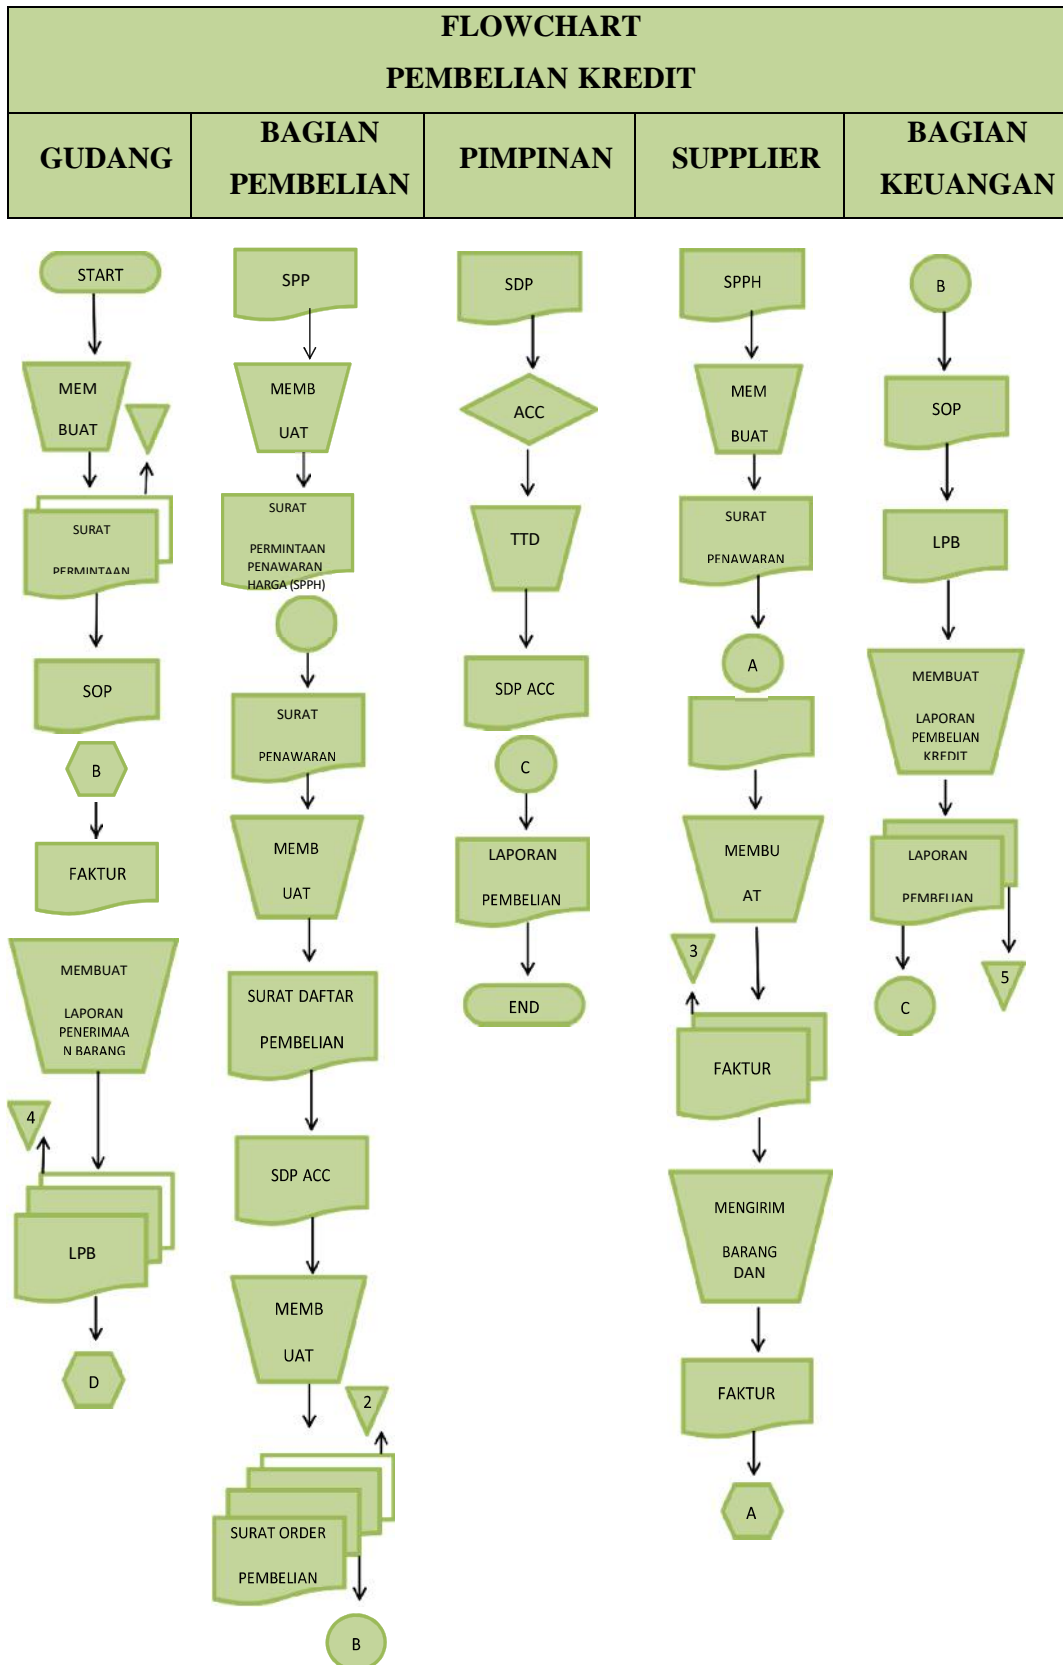 FLOWCHART
PEMBELIAN KREDIT
GUDANG
BAGIAN
PEMBELIAN
PIMPINAN
SUPPLIER
BAGIAN
KEUANGAN
START
MEM
BUAT
SURAT
PERMINTAAN
SOP
B
FAKTUR
MEMBUAT
LAPORAN
PENERIMAA
N BARANG
4
LPB
D
SPP
MEMB
UAT
SURAT
PERMINTAAN
PENAWARAN
HARGA (SPPH)
SURAT
PENAWARAN
MEMB
UAT
SURAT DAFTAR
PEMBELIAN
SDP ACC
MEMB
UAT
2
SURAT ORDER
PEMBELIAN
B
SDP
ACC
TTD
SDP ACC
C
LAPORAN
PEMBELIAN
END
SPPH
MEM
BUAT
SURAT
PENAWARAN
A
MEMBU
AT
3
FAKTUR
MENGIRIM
BARANG
DAN
FAKTUR
A
B
SOP
LPB
MEMBUAT
LAPORAN
PEMBELIAN
KREDIT
LAPORAN
PEMBELIAN
C
5